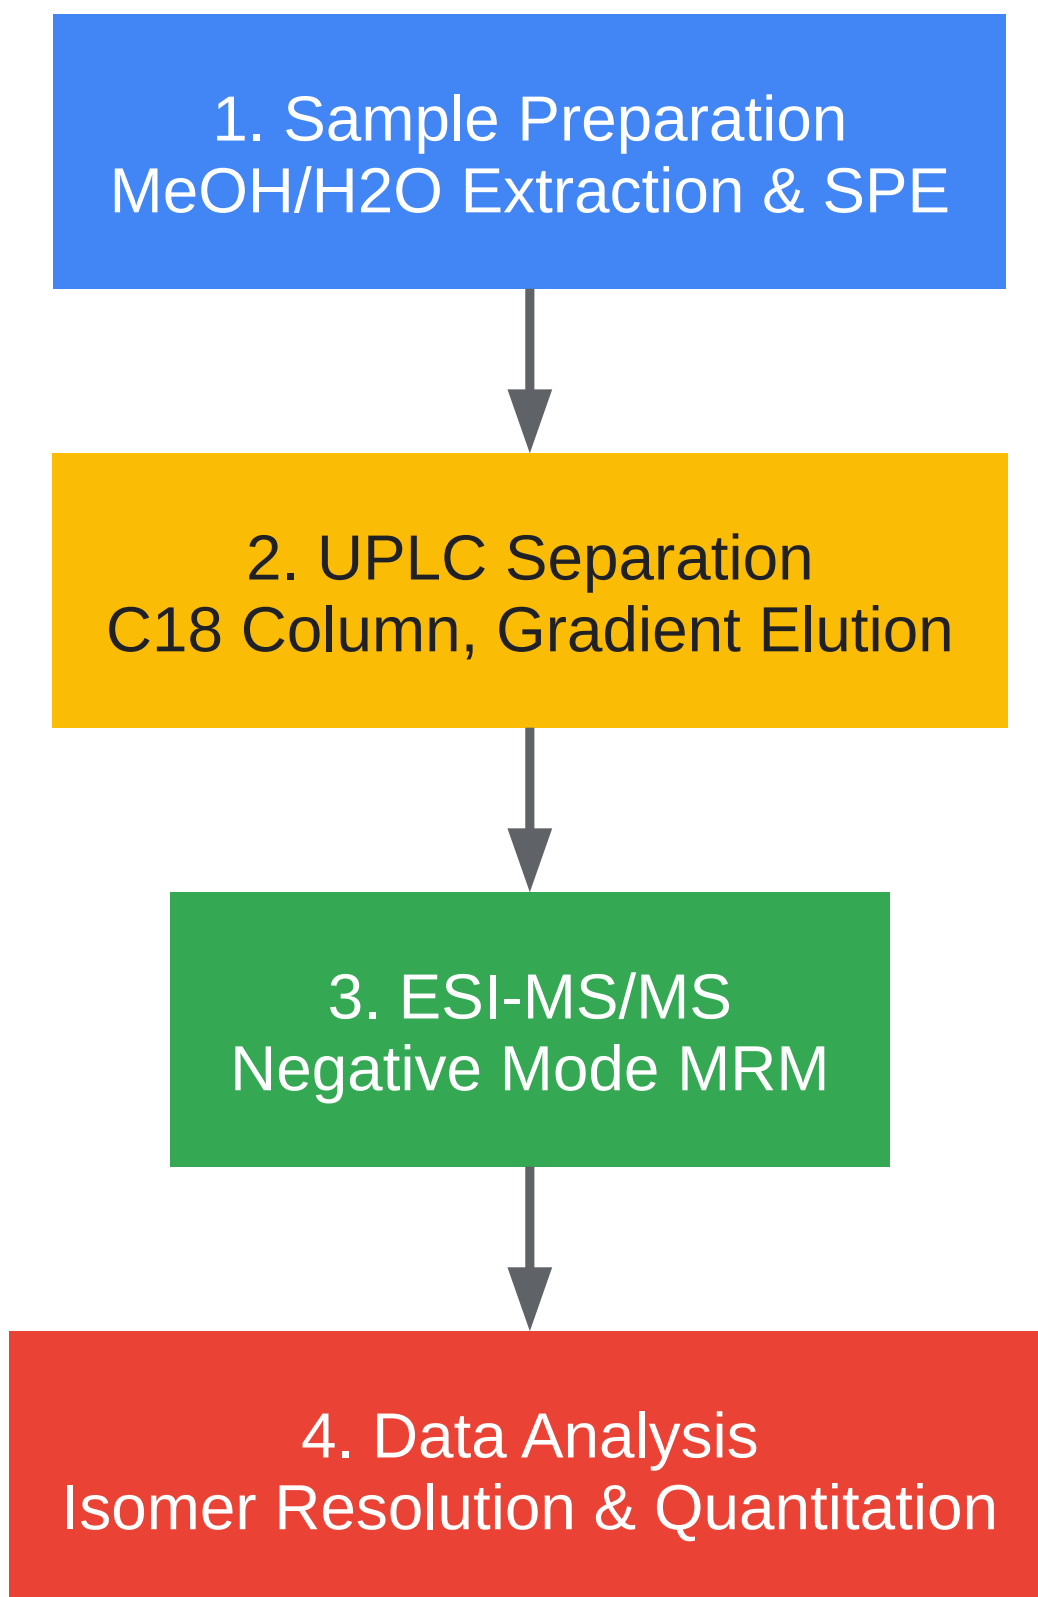 1. Sample Preparation
MeOH/H2O Extraction & SPE
2. UPLC Separation
C18 Column, Gradient Elution
3. ESI-MS/MS
Negative Mode MRM
4. Data Analysis
Isomer Resolution & Quantitation